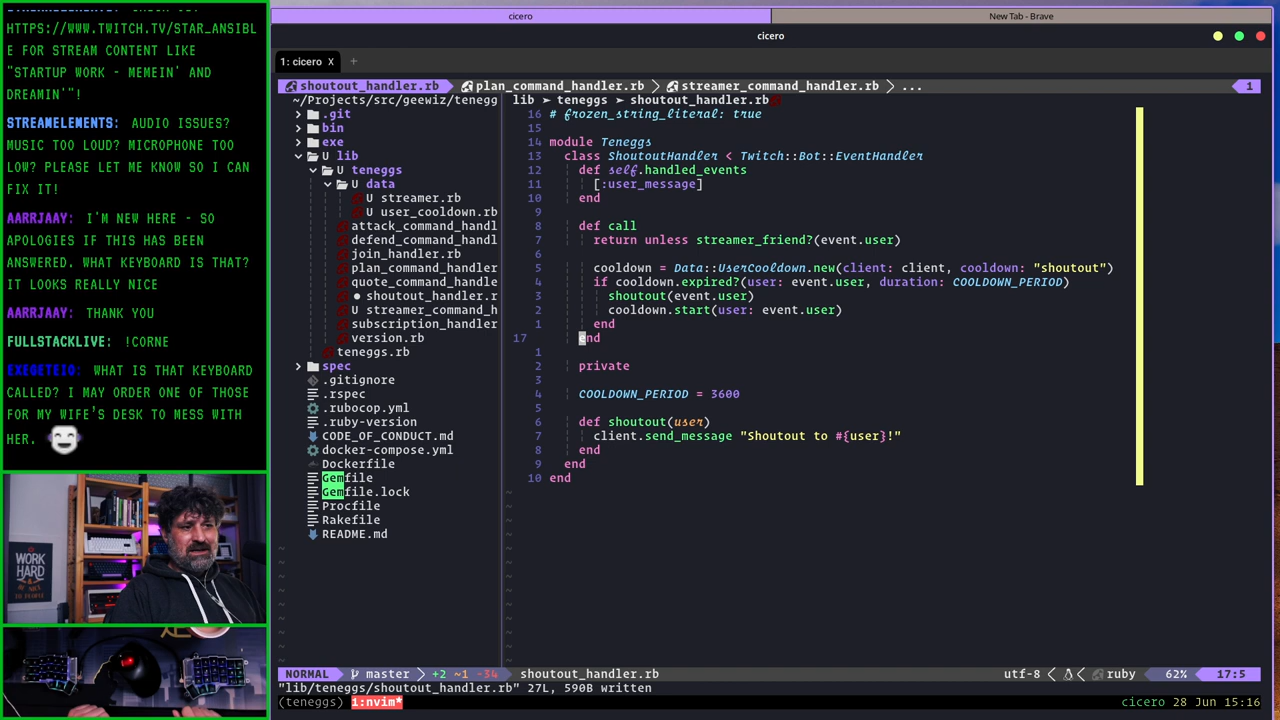 HTTPS://WWW.TWITCH.TV/STAR_ANSIBL
E FOR STREAM CONTENT LIKE
"STARTUP WORK - MEMEIN' AND
DREAMIN'"!
STREAMELEMENTS: AUDIO ISSUES?
MUSIC TOO LOUD? MICROPHONE TOO
LOW? PLEASE LET ME KNOW SO I CAN
FIX IT!
AARRJAAY: I'M NEW HERE - SO
APOLOGIES IF THIS HAS BEEN
ANSWERED. WHAT KEYBOARD IS THAT?
IT LOOKS REALLY NICE
AARRJAAY: THANK YOU
FULLSTACKLIVE: !CORNE
EXEGETEIO: WHAT IS THAT KEYBOARD
CALLED? I MAY ORDER ONE OF THOSE
FOR MY WIFE'S DESK TO MESS WITH
HER.
WORK
HARD
cicero
New Tab - Brave
cicero
1: cicero X +
shoutout_handler.rb
plan_command_handler.rb
streamer_command_handler.rb
...
1
~/Projects/src/geewiz/tenegg
.git
bin
exe
U lib
teneggs
U data
U streamer.rb
U user_cooldown.rb
attack_command_handl
defend_command_handl
join_handler.rb
plan_command_handler
quote_command_handle
shoutout_handler.r
U streamer_command_h
subscription_handler
version.rb
teneggs.rb
spec
.gitignore
.rspec
.rubocop.yml
.ruby-version
CODE_OF_CONDUCT.md
docker-compose.yml
Dockerfile
Gemfile
Gemfile.lock
Procfile
Rakefile
README.md
lib ➤ teneggs ➤ shoutout_handler.rb
16 # frozen_string_literal: true
15
14 module Teneggs
13 class ShoutoutHandler < Twitch::Bot::EventHandler
12 def self.handled_events
11 [:user_message]
10 end
9
8 def call
7 return unless streamer_friend?(event.user)
6
5 cooldown = Data::UserCooldown.new(client: client, cooldown: "shoutout")
4 if cooldown.expired?(user: event.user, duration: COOLDOWN_PERIOD)
3 shoutout(event.user)
2 cooldown.start(user: event.user)
1 end
17 end
1
2 private
3
4 COOLDOWN_PERIOD = 3600
5
6 def shoutout(user)
7 client.send_message "Shoutout to #{user}!"
8 end
9 end
10 end
NORMAL master +2 ~1 -34 shoutout_handler.rb utf-8 ruby 62% 17:5
"lib/teneggs/shoutout_handler.rb" 27L, 590B written
(teneggs) 1:nvim* cicero 28 Jun 15:16